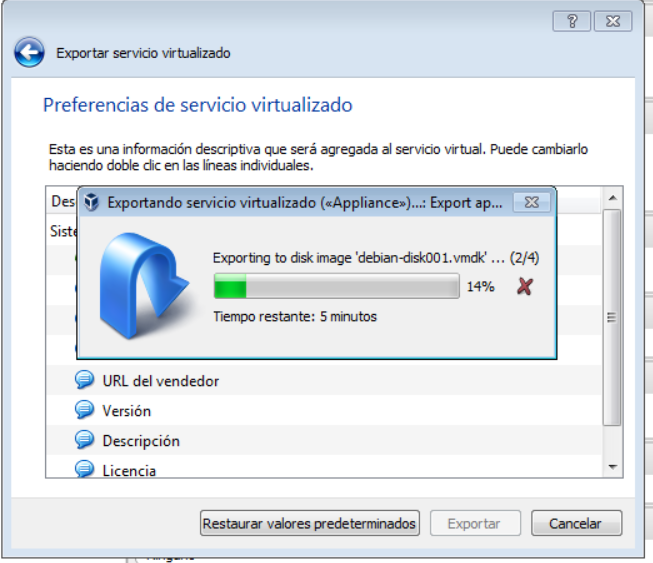 Exportar servicio virtualizado
Preferencias de servicio virtualizado
Esta es una información descriptiva que será agregada al servicio virtual. Puede cambiarlo
haciendo doble clic en las líneas individuales.
Des
Exportando servicio virtualizado («Appliance»)...: Export ap...
Siste
Exporting to disk image 'debian-disk001.vmdk' ... (2/4)
14%
Tiempo restante: 5 minutos
URL del vendedor
Versión
Descripción
Licencia
Restaurar valores predeterminados Exportar Cancelar
Ninguno